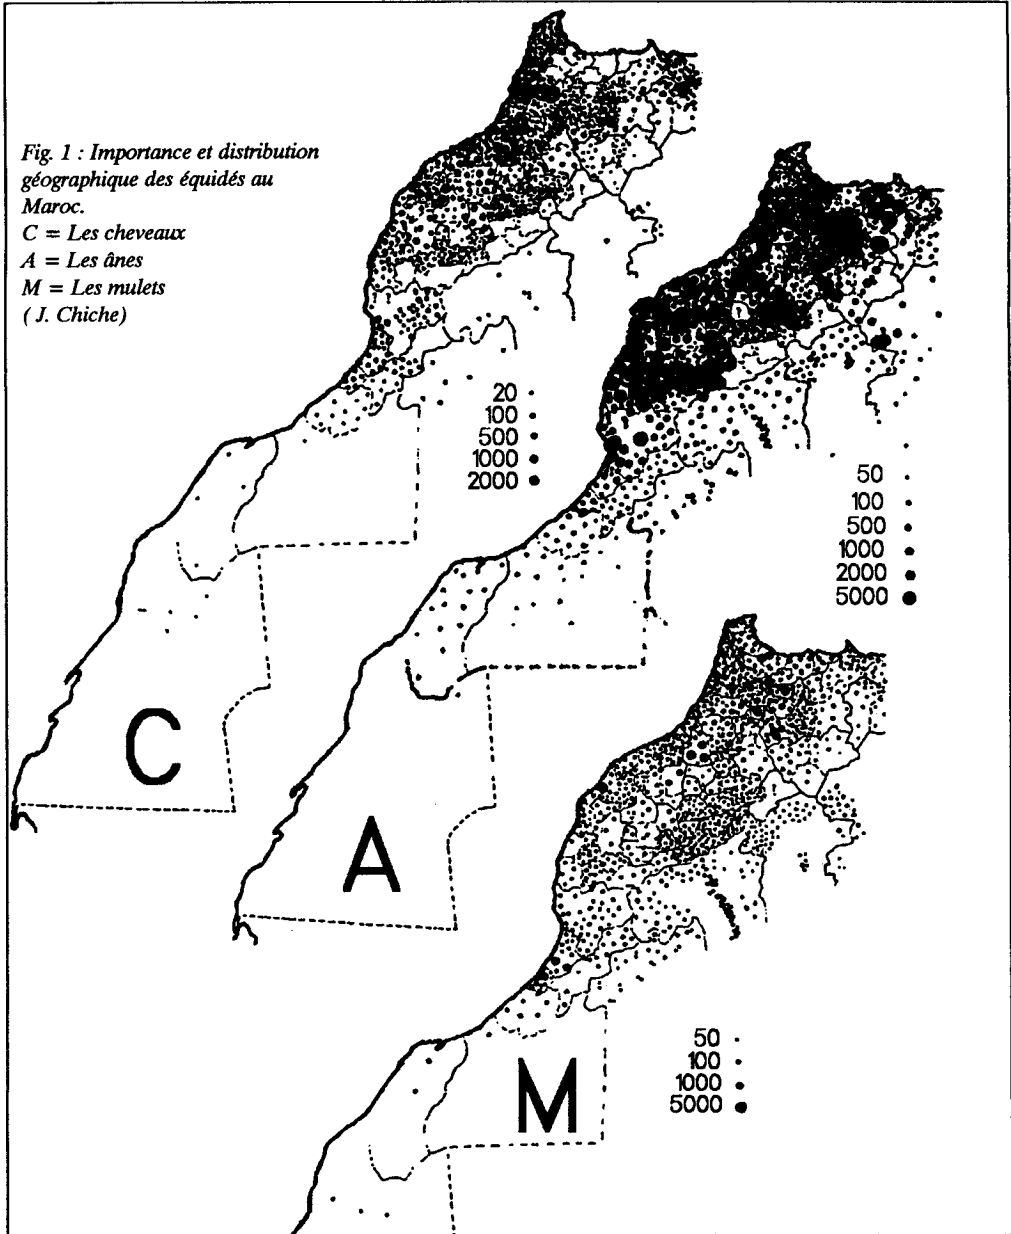 Fig. 1 : Importance et distribution
géographique des équidés au
Maroc.
C = Les cheveaux
A = Les ânes
M = Les mulets
( J. Chiche)
20
100
500
1000
2000
C
50
100
500
1000
2000
5000
A
50
100
1000
5000
M